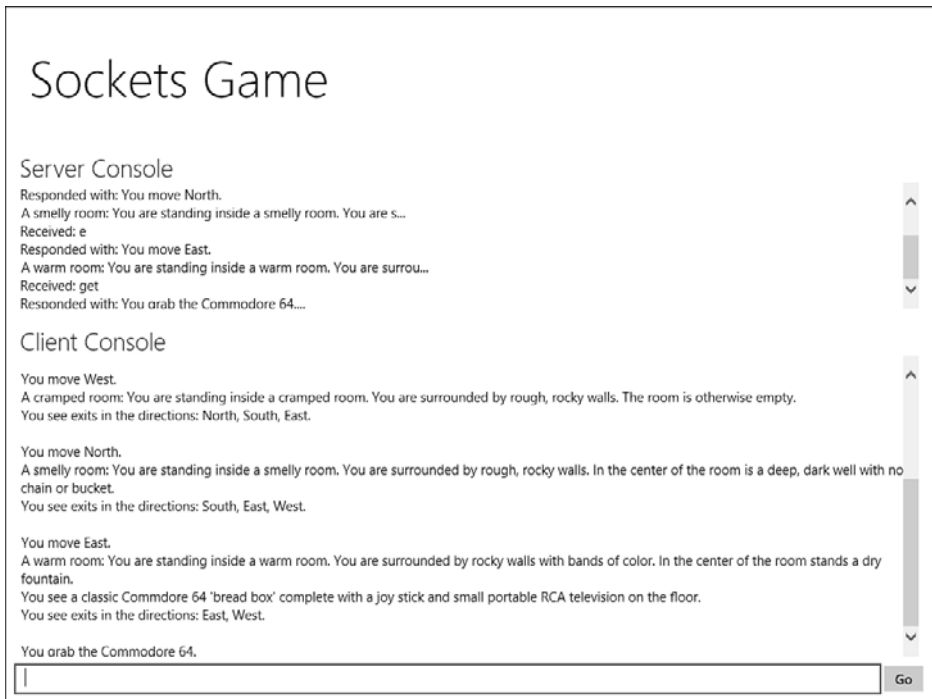 Sockets Game
Server Console
Responded with: You move North.
A smelly room: You are standing inside a smelly room. You are s...
Received: e
Responded with: You move East.
A warm room: You are standing inside a warm room. You are surrou...
Received: get
Responded with: You grab the Commodore 64....
Client Console
You move West.
A cramped room: You are standing inside a cramped room. You are surrounded by rough, rocky walls. The room is otherwise empty.
You see exits in the directions: North, South, East.
You move North.
A smelly room: You are standing inside a smelly room. You are surrounded by rough, rocky walls. In the center of the room is a deep, dark well with no
chain or bucket.
You see exits in the directions: South, East, West.
You move East.
A warm room: You are standing inside a warm room. You are surrounded by rocky walls with bands of color. In the center of the room stands a dry
fountain.
You see a classic Commdore 64 'bread box' complete with a joy stick and small portable RCA television on the floor.
You see exits in the directions: East, West.
You grab the Commodore 64.
Go